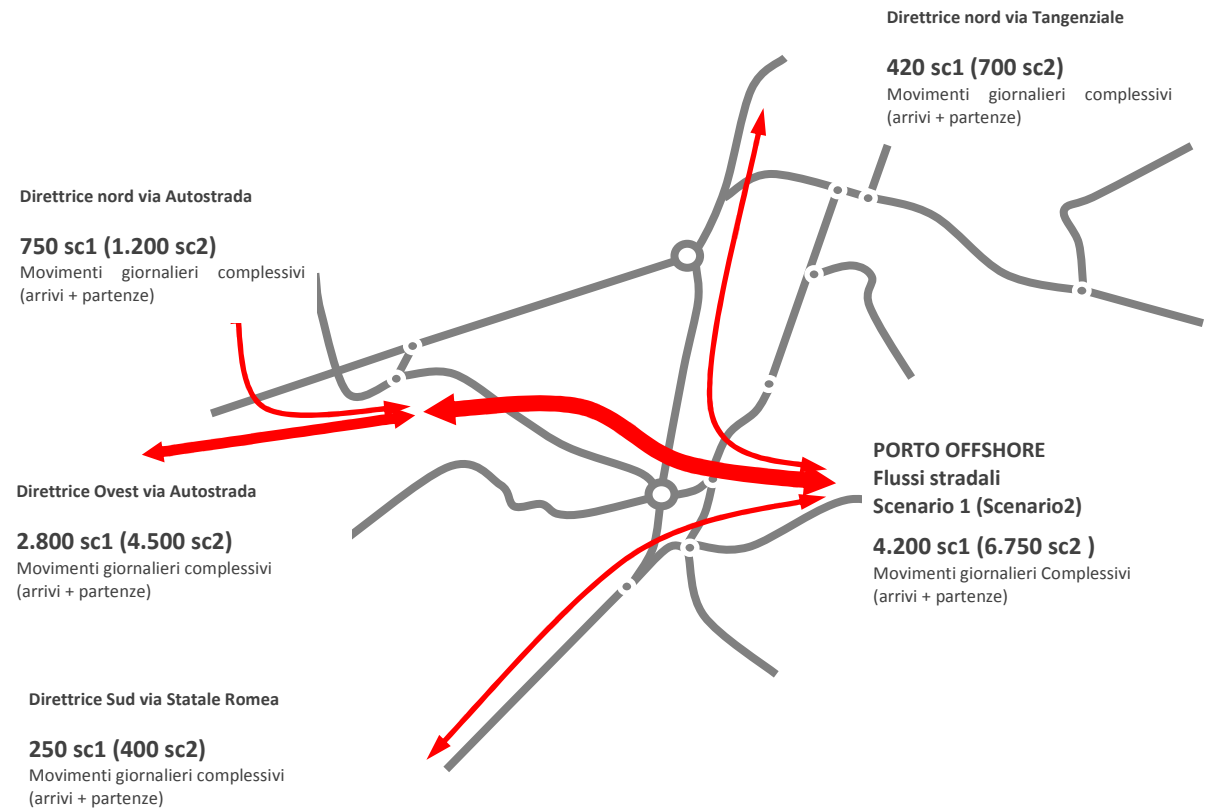 Direttrice nord via Tangenziale
420 sc1 (700 sc2)
Movimenti giornalieri complessivi
(arrivi + partenze)
Direttrice nord via Autostrada
750 sc1 (1.200 sc2)
Movimenti giornalieri complessivi
(arrivi + partenze)
Direttrice Ovest via Autostrada
2.800 sc1 (4.500 sc2)
Movimenti giornalieri complessivi
(arrivi + partenze)
PORTO OFFSHORE
Flussi stradali
Scenario 1 (Scenario2)
4.200 sc1 (6.750 sc2 )
Movimenti giornalieri Complessivi
(arrivi + partenze)
Direttrice Sud via Statale Romea
250 sc1 (400 sc2)
Movimenti giornalieri complessivi
(arrivi + partenze)